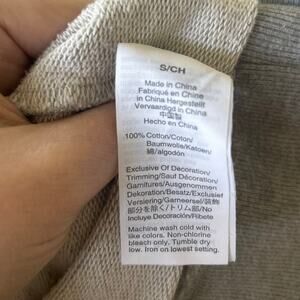 S/CH
Made in China
Fabriqué en Chine
in China Hergestellt
Vervaardigd in China
中国製
Hecho en China
100% Cotton/Coton/
Baumwolle/Katoen/
綿/algodón
Exclusive Of Decoration/
Trimming/Sauf Décoration/
Garnitures/Ausgenommen
Dekoration/Besatz/Exclusief
Versiering/Garneersel/装飾
部分を除く/トリム部/No
Incluye Decoración/Ribete
Machine wash cold with
like colors. Non-chlorine
bleach only. Tumble dry
low. Iron on lowest setting.